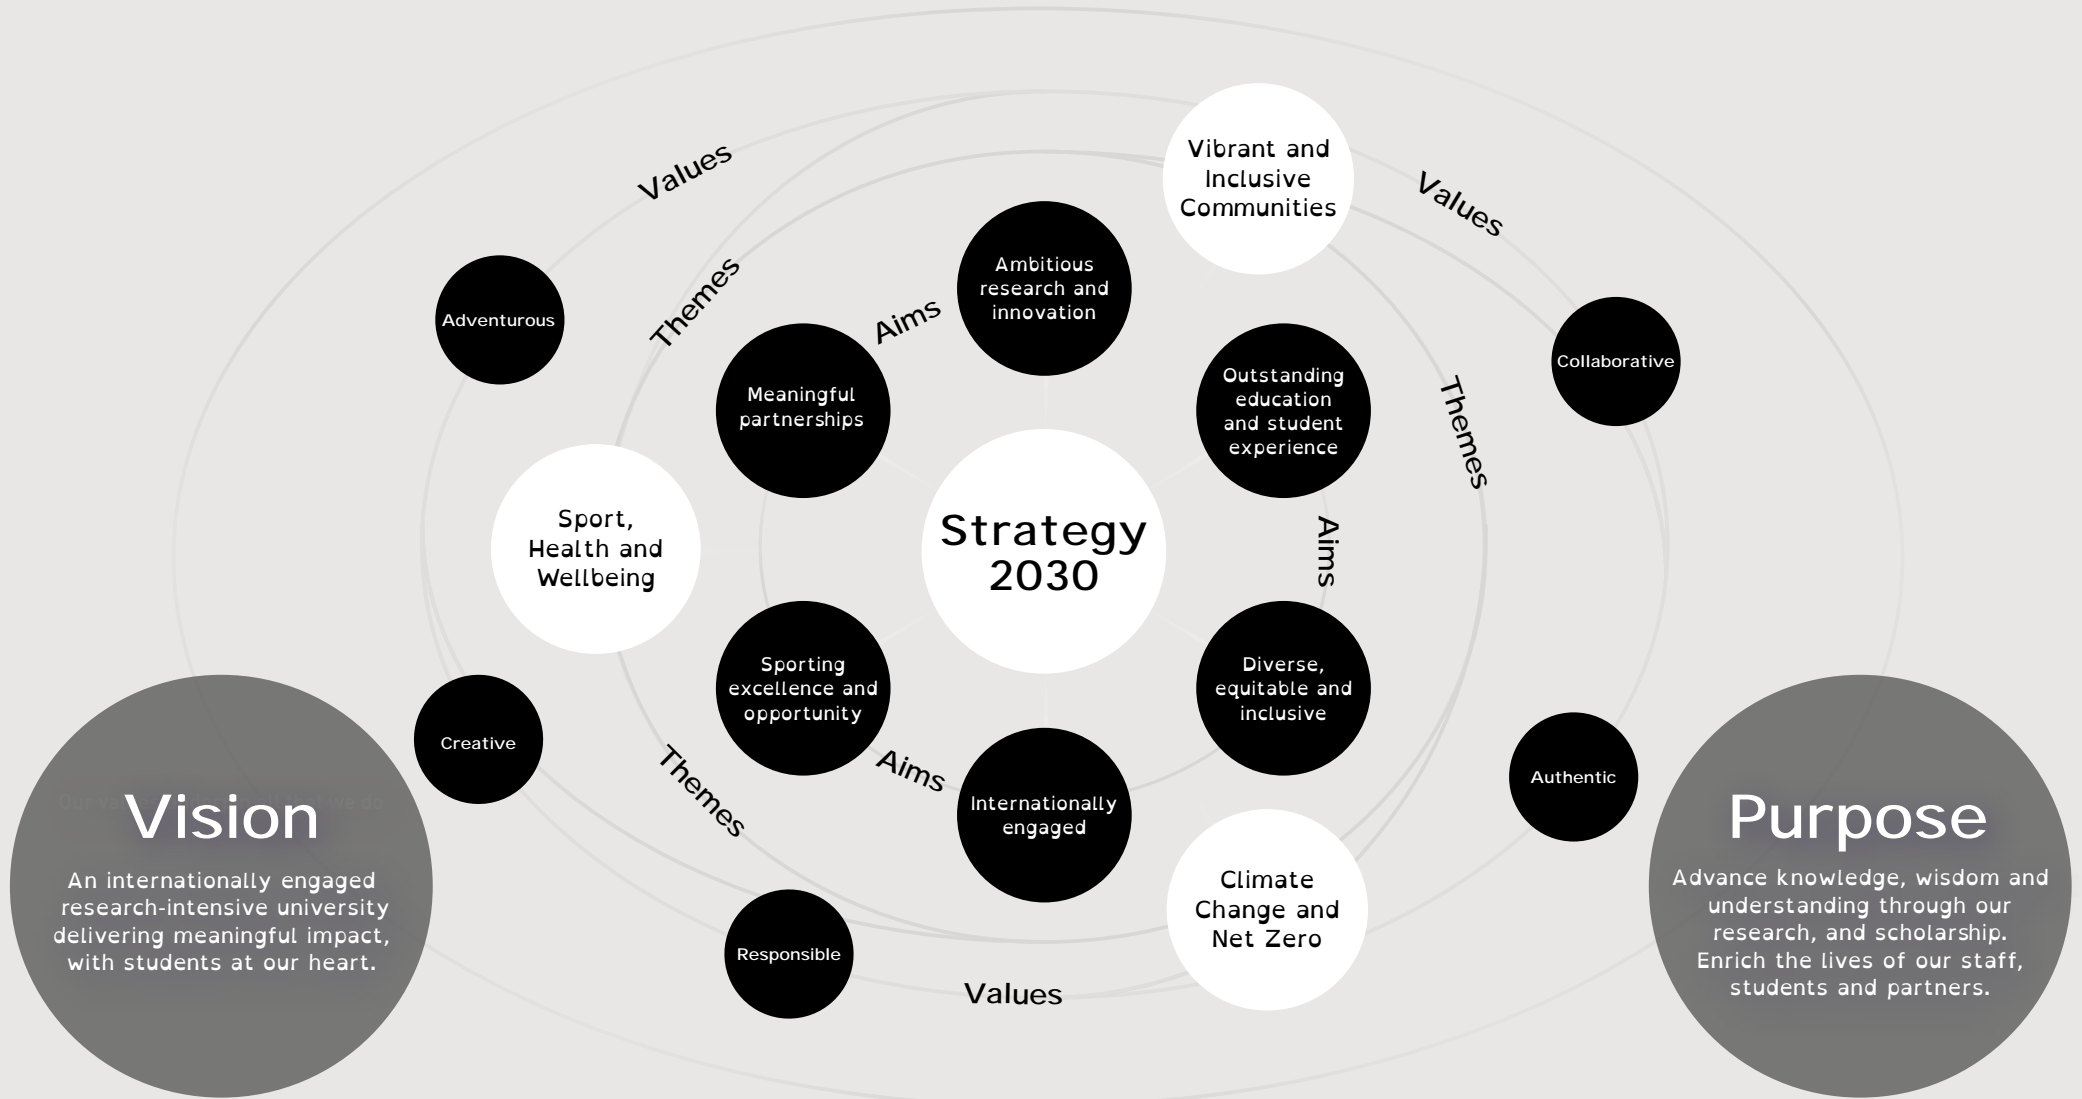 Values
Values
Vibrant and
Inclusive
Communities
Themes
Adventurous
Ambitious
research and
innovation
Aims
Collaborative
Meaningful
partnerships
Outstanding
education
and student
experience
Themes
Sport,
Health and
Wellbeing
Strategy
2030
Aims
Sporting
excellence and
opportunity
Diverse,
equitable and
inclusive
Creative
Themes
Aims
Internationally
engaged
Authentic
Vision
An internationally engaged
research-intensive university
delivering meaningful impact,
with students at our heart.
Purpose
Advance knowledge, wisdom and
understanding through our
research, and scholarship.
Enrich the lives of our staff,
students and partners.
Climate
Change and
Net Zero
Responsible
Values